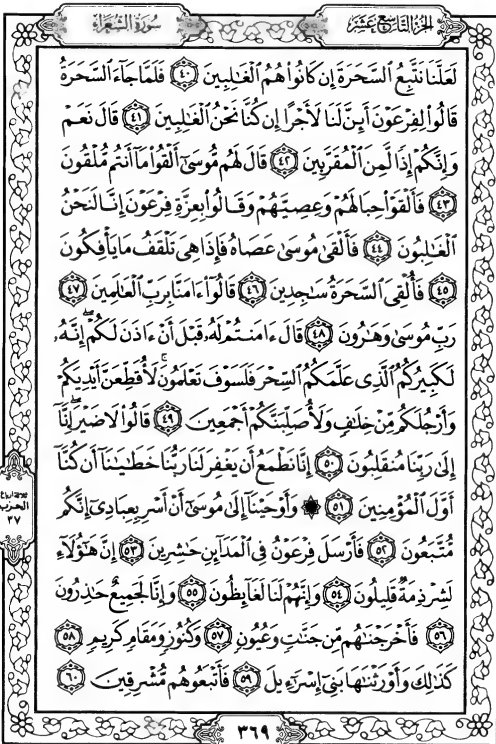 الجزء التاسع عشر
سورة الشعراء
لَعَلَّنَا نَتَّبِعُ السَّحَرَةَ إِن كَانُوا۟ هُمُ ٱلْغَٰلِبِينَ ٤٠ فَلَمَّا جَآءَ ٱلسَّحَرَةُ
قَالُوا۟ لِفِرْعَوْنَ أَئِنَّ لَنَا لَأَجْرًا إِن كُنَّا نَحْنُ ٱلْغَٰلِبِينَ ٤١ قَالَ نَعَمْ
وَإِنَّكُمْ إِذًا لَّمِنَ ٱلْمُقَرَّبِينَ ٤٢ قَالَ لَهُم مُّوسَىٰٓ أَلْقُوا۟ مَآ أَنتُم مُّلْقُونَ
٤٣ فَأَلْقَوْا۟ حِبَالَهُمْ وَعِصِيَّهُمْ وَقَالُوا۟ بِعِزَّةِ فِرْعَوْنَ إِنَّا لَنَحْنُ
ٱلْغَٰلِبُونَ ٤٤ فَأَلْقَىٰ مُوسَىٰ عَصَاهُ فَإِذَا هِىَ تَلْقَفُ مَا يَأْفِكُونَ
٤٥ فَأُلْقِىَ ٱلسَّحَرَةُ سَٰجِدِينَ ٤٦ قَالُوٓا۟ ءَامَنَّا بِرَبِّ ٱلْعَٰلَمِينَ ٤٧
رَبِّ مُوسَىٰ وَهَٰرُونَ ٤٨ قَالَ ءَامَنتُمْ لَهُۥ قَبْلَ أَنْ ءَاذَنَ لَكُمْ ۖ إِنَّهُۥ
لَكَبِيرُكُمُ ٱلَّذِى عَلَّمَكُمُ ٱلسِّحْرَ فَلَسَوْفَ تَعْلَمُونَ ۚ لَأُقَطِّعَنَّ أَيْدِيَكُمْ
وَأَرْجُلَكُم مِّنْ خِلَٰفٍ وَلَأُصَلِّبَنَّكُمْ أَجْمَعِينَ ٤٩ قَالُوا۟ لَا ضَيْرَ ۖ إِنَّآ
إِلَىٰ رَبِّنَا مُنقَلِبُونَ ٥٠ إِنَّا نَطْمَعُ أَن يَغْفِرَ لَنَا رَبُّنَا خَطَٰيَٰنَآ أَن كُنَّآ
أَوَّلَ ٱلْمُؤْمِنِينَ ٥١ ۞ وَأَوْحَيْنَآ إِلَىٰ مُوسَىٰٓ أَنْ أَسْرِ بِعِبَادِىٓ إِنَّكُم
مُّتَّبَعُونَ ٥٢ فَأَرْسَلَ فِرْعَوْنُ فِى ٱلْمَدَآئِنِ حَٰشِرِينَ ٥٣ إِنَّ هَٰٓؤُلَآءِ
لَشِرْذِمَةٌ قَلِيلُونَ ٥٤ وَإِنَّهُمْ لَنَا لَغَآئِظُونَ ٥٥ وَإِنَّا لَجَمِيعٌ حَٰذِرُونَ
٥٦ فَأَخْرَجْنَٰهُم مِّن جَنَّٰتٍ وَعُيُونٍ ٥٧ وَكُنُوزٍ وَمَقَامٍ كَرِيمٍ ٥٨
كَذَٰلِكَ وَأَوْرَثْنَٰهَا بَنِىٓ إِسْرَٰٓءِيلَ ٥٩ فَأَتْبَعُوهُم مُّشْرِقِينَ ٦٠
ثلاثة أرباع
الحزب
٣٧
٣٦٩